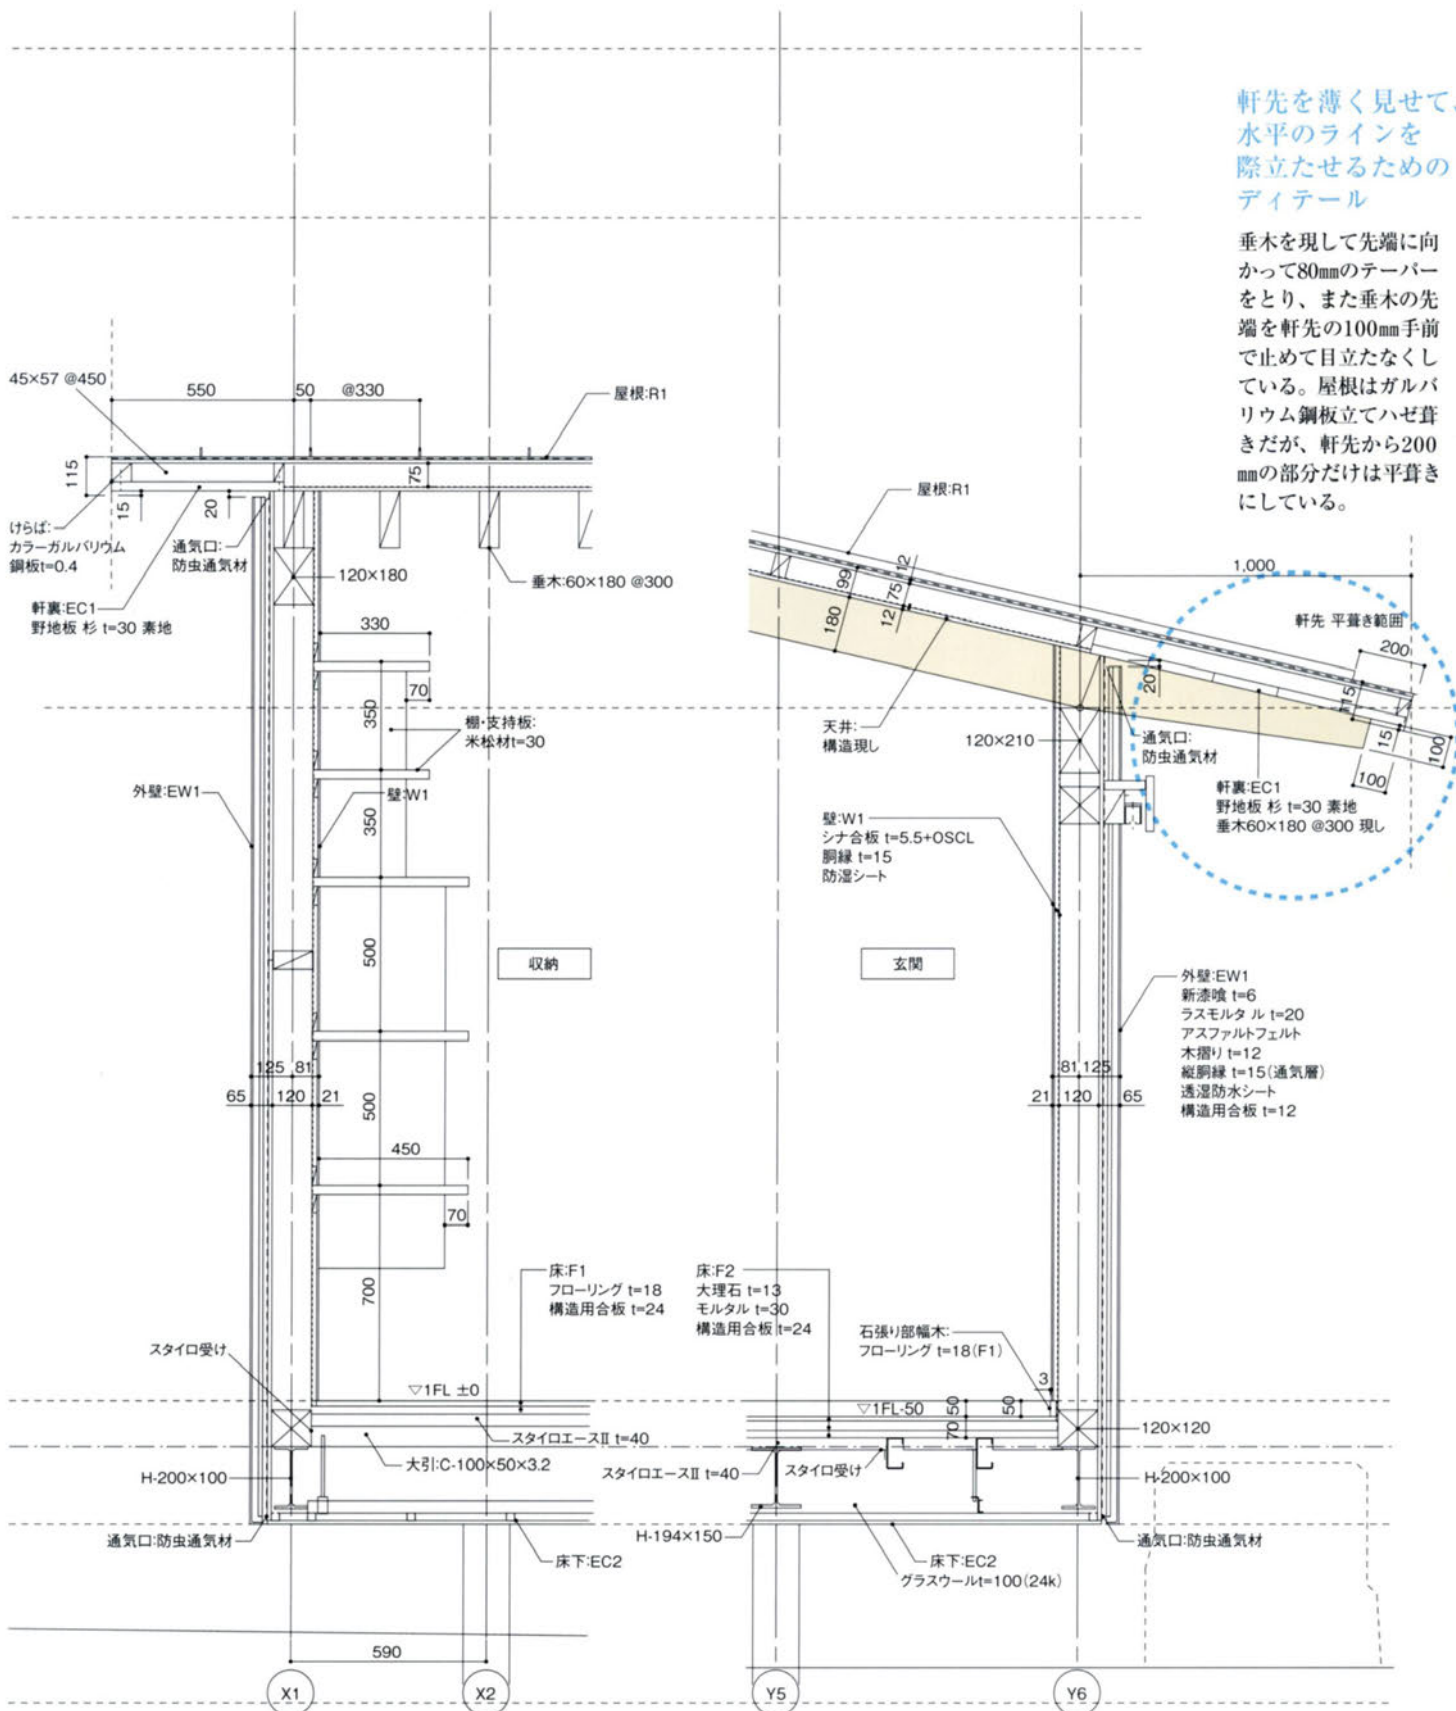 軒先を薄く見せて、
水平のラインを
際立たせるための
ディテール
垂木を現して先端に向
かって80㎜のテーパー
をとり、また垂木の先
端を軒先の100㎜手前
で止めて目立たなくし
ている。屋根はガルバ
リウム鋼板立てハゼ葺
きだが、軒先から200
㎜の部分だけは平葺き
にしている。
45×57 @450
550
50
@330
屋根:R1
115
15
20
75
けらば:
カラーガルバリウム
鋼板t=0.4
通気口:
防虫通気材
120×180
垂木:60×180 @300
軒裏:EC1
野地板 杉 t=30 素地
330
70
350
棚・支持板:
米松材t=30
外壁:EW1
壁:W1
350
500
収納
125
81
65
120
21
500
450
70
700
床:F1
フローリング t=18
構造用合板 t=24
スタイロ受け
▽1FL ±0
スタイロエースⅡ t=40
大引:C-100×50×3.2
H-200×100
通気口:防虫通気材
床下:EC2
590
X1
X2
屋根:R1
12
99
75
12
180
1,000
軒先 平葺き範囲
200
20
115
15
100
100
天井:
構造現し
120×210
通気口:
防虫通気材
軒裏:EC1
野地板 杉 t=30 素地
垂木60×180 @300 現し
壁:W1
シナ合板 t=5.5+OSCL
胴縁 t=15
防湿シート
玄関
外壁:EW1
新漆喰 t=6
ラスモルタル t=20
アスファルトフェルト
木摺り t=12
縦胴縁 t=15(通気層)
透湿防水シート
構造用合板 t=12
81
125
21
120
65
床:F2
大理石 t=13
モルタル t=30
構造用合板 t=24
石張り部幅木:
フローリング t=18(F1)
3
▽1FL-50
50
50
70
120×120
スタイロエースⅡ t=40
スタイロ受け
H-200×100
H-194×150
通気口:防虫通気材
床下:EC2
グラスウールt=100(24k)
Y5
Y6